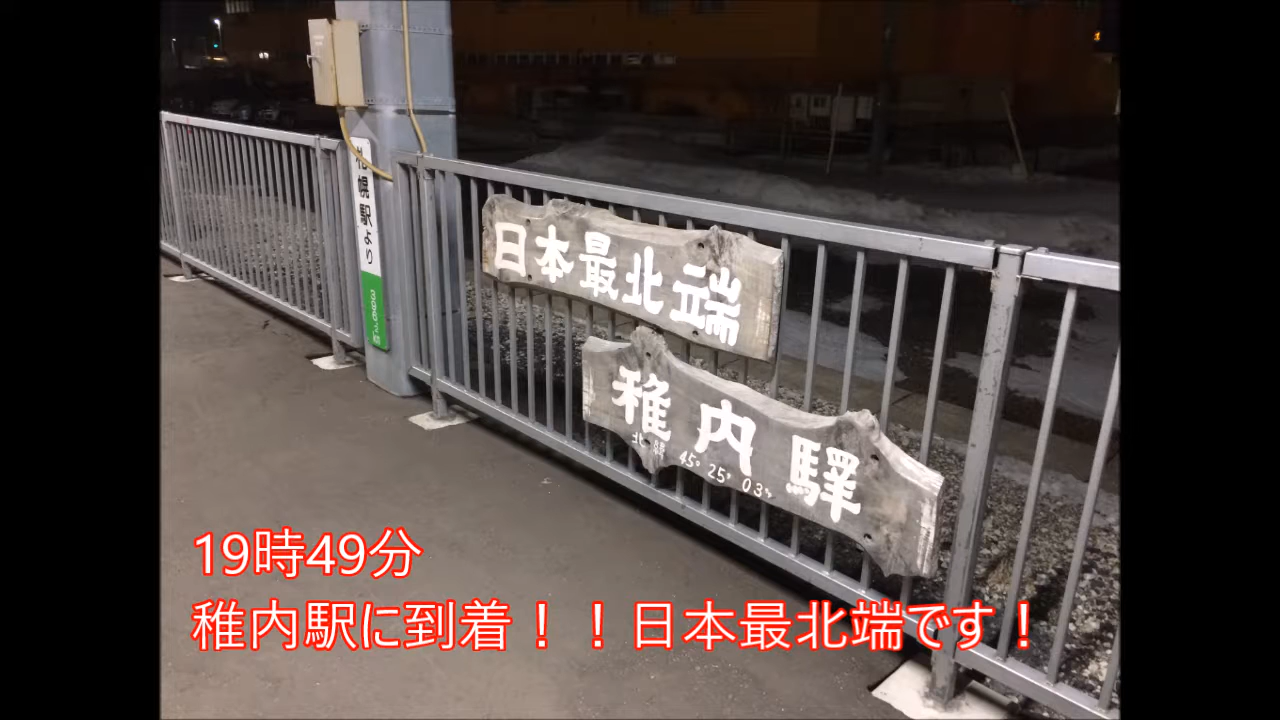 札幌駅より
日本最北端
稚内驛
北緯 45° 25' 03"
19時49分
稚内駅に到着!!日本最北端です!